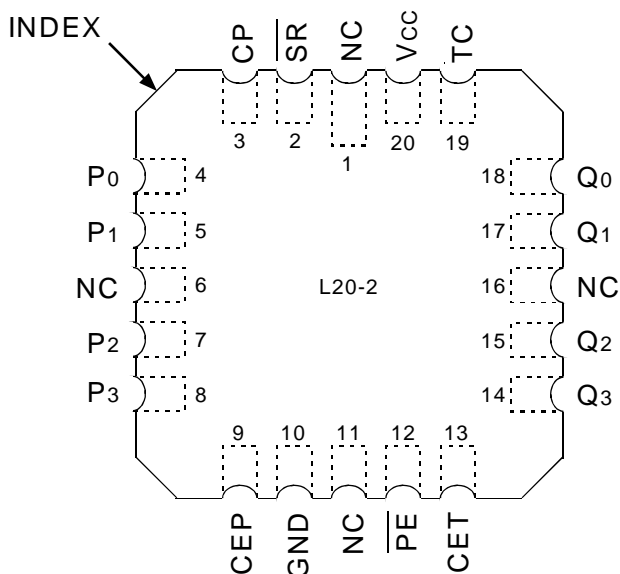 INDEX
CP
S̅R̅
NC
VCC
TC
3
2
1
20
19
P0 4
P1 5
NC 6
P2 7
P3 8
L20-2
18 Q0
17 Q1
16 NC
15 Q2
14 Q3
9
10
11
12
13
CEP
GND
NC
P̅E̅
CET